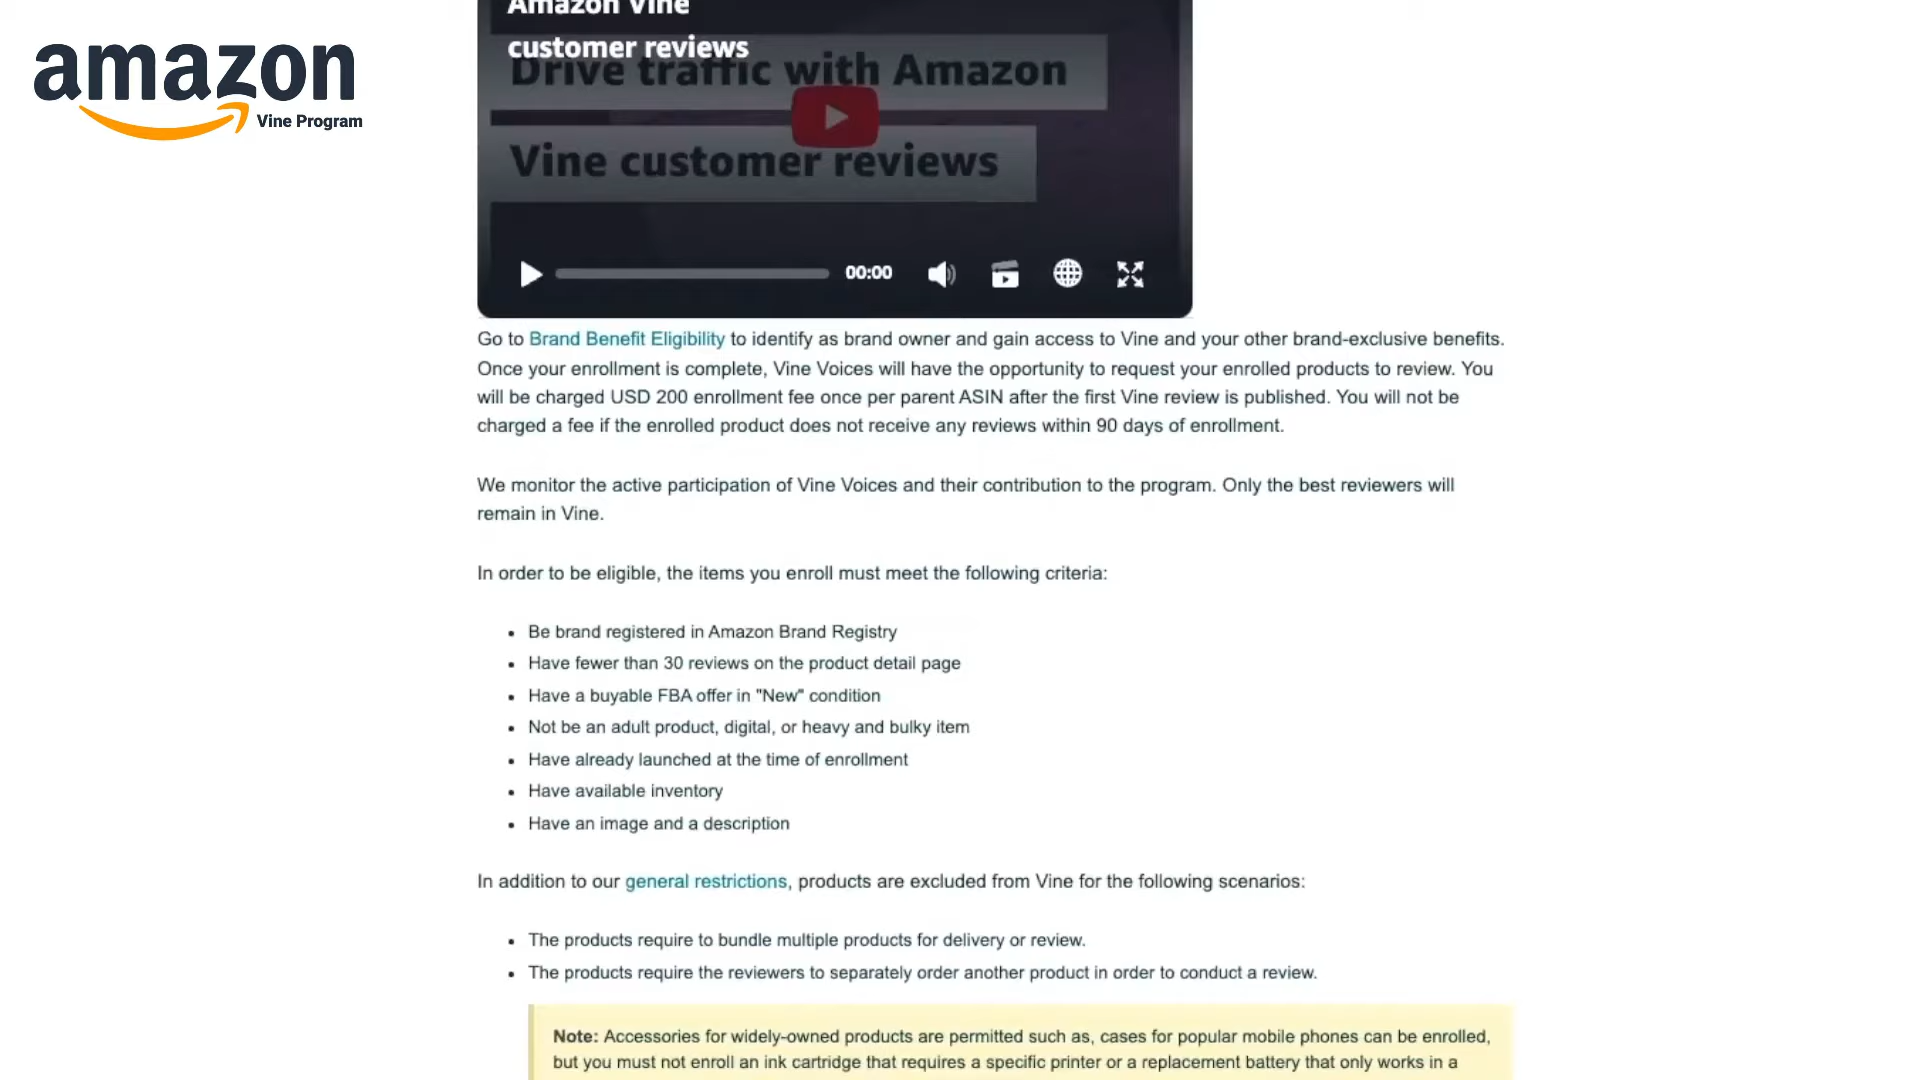 amazon
Vine Program
Amazon Vine
customer reviews
Drive traffic with Amazon
Vine customer reviews
00:00
Go to Brand Benefit Eligibility to identify as brand owner and gain access to Vine and your other brand-exclusive benefits.
Once your enrollment is complete, Vine Voices will have the opportunity to request your enrolled products to review. You
will be charged USD 200 enrollment fee once per parent ASIN after the first Vine review is published. You will not be
charged a fee if the enrolled product does not receive any reviews within 90 days of enrollment.
We monitor the active participation of Vine Voices and their contribution to the program. Only the best reviewers will
remain in Vine.
In order to be eligible, the items you enroll must meet the following criteria:
• Be brand registered in Amazon Brand Registry
• Have fewer than 30 reviews on the product detail page
• Have a buyable FBA offer in "New" condition
• Not be an adult product, digital, or heavy and bulky item
• Have already launched at the time of enrollment
• Have available inventory
• Have an image and a description
In addition to our general restrictions, products are excluded from Vine for the following scenarios:
• The products require to bundle multiple products for delivery or review.
• The products require the reviewers to separately order another product in order to conduct a review.
Note: Accessories for widely-owned products are permitted such as, cases for popular mobile phones can be enrolled,
but you must not enroll an ink cartridge that requires a specific printer or a replacement battery that only works in a